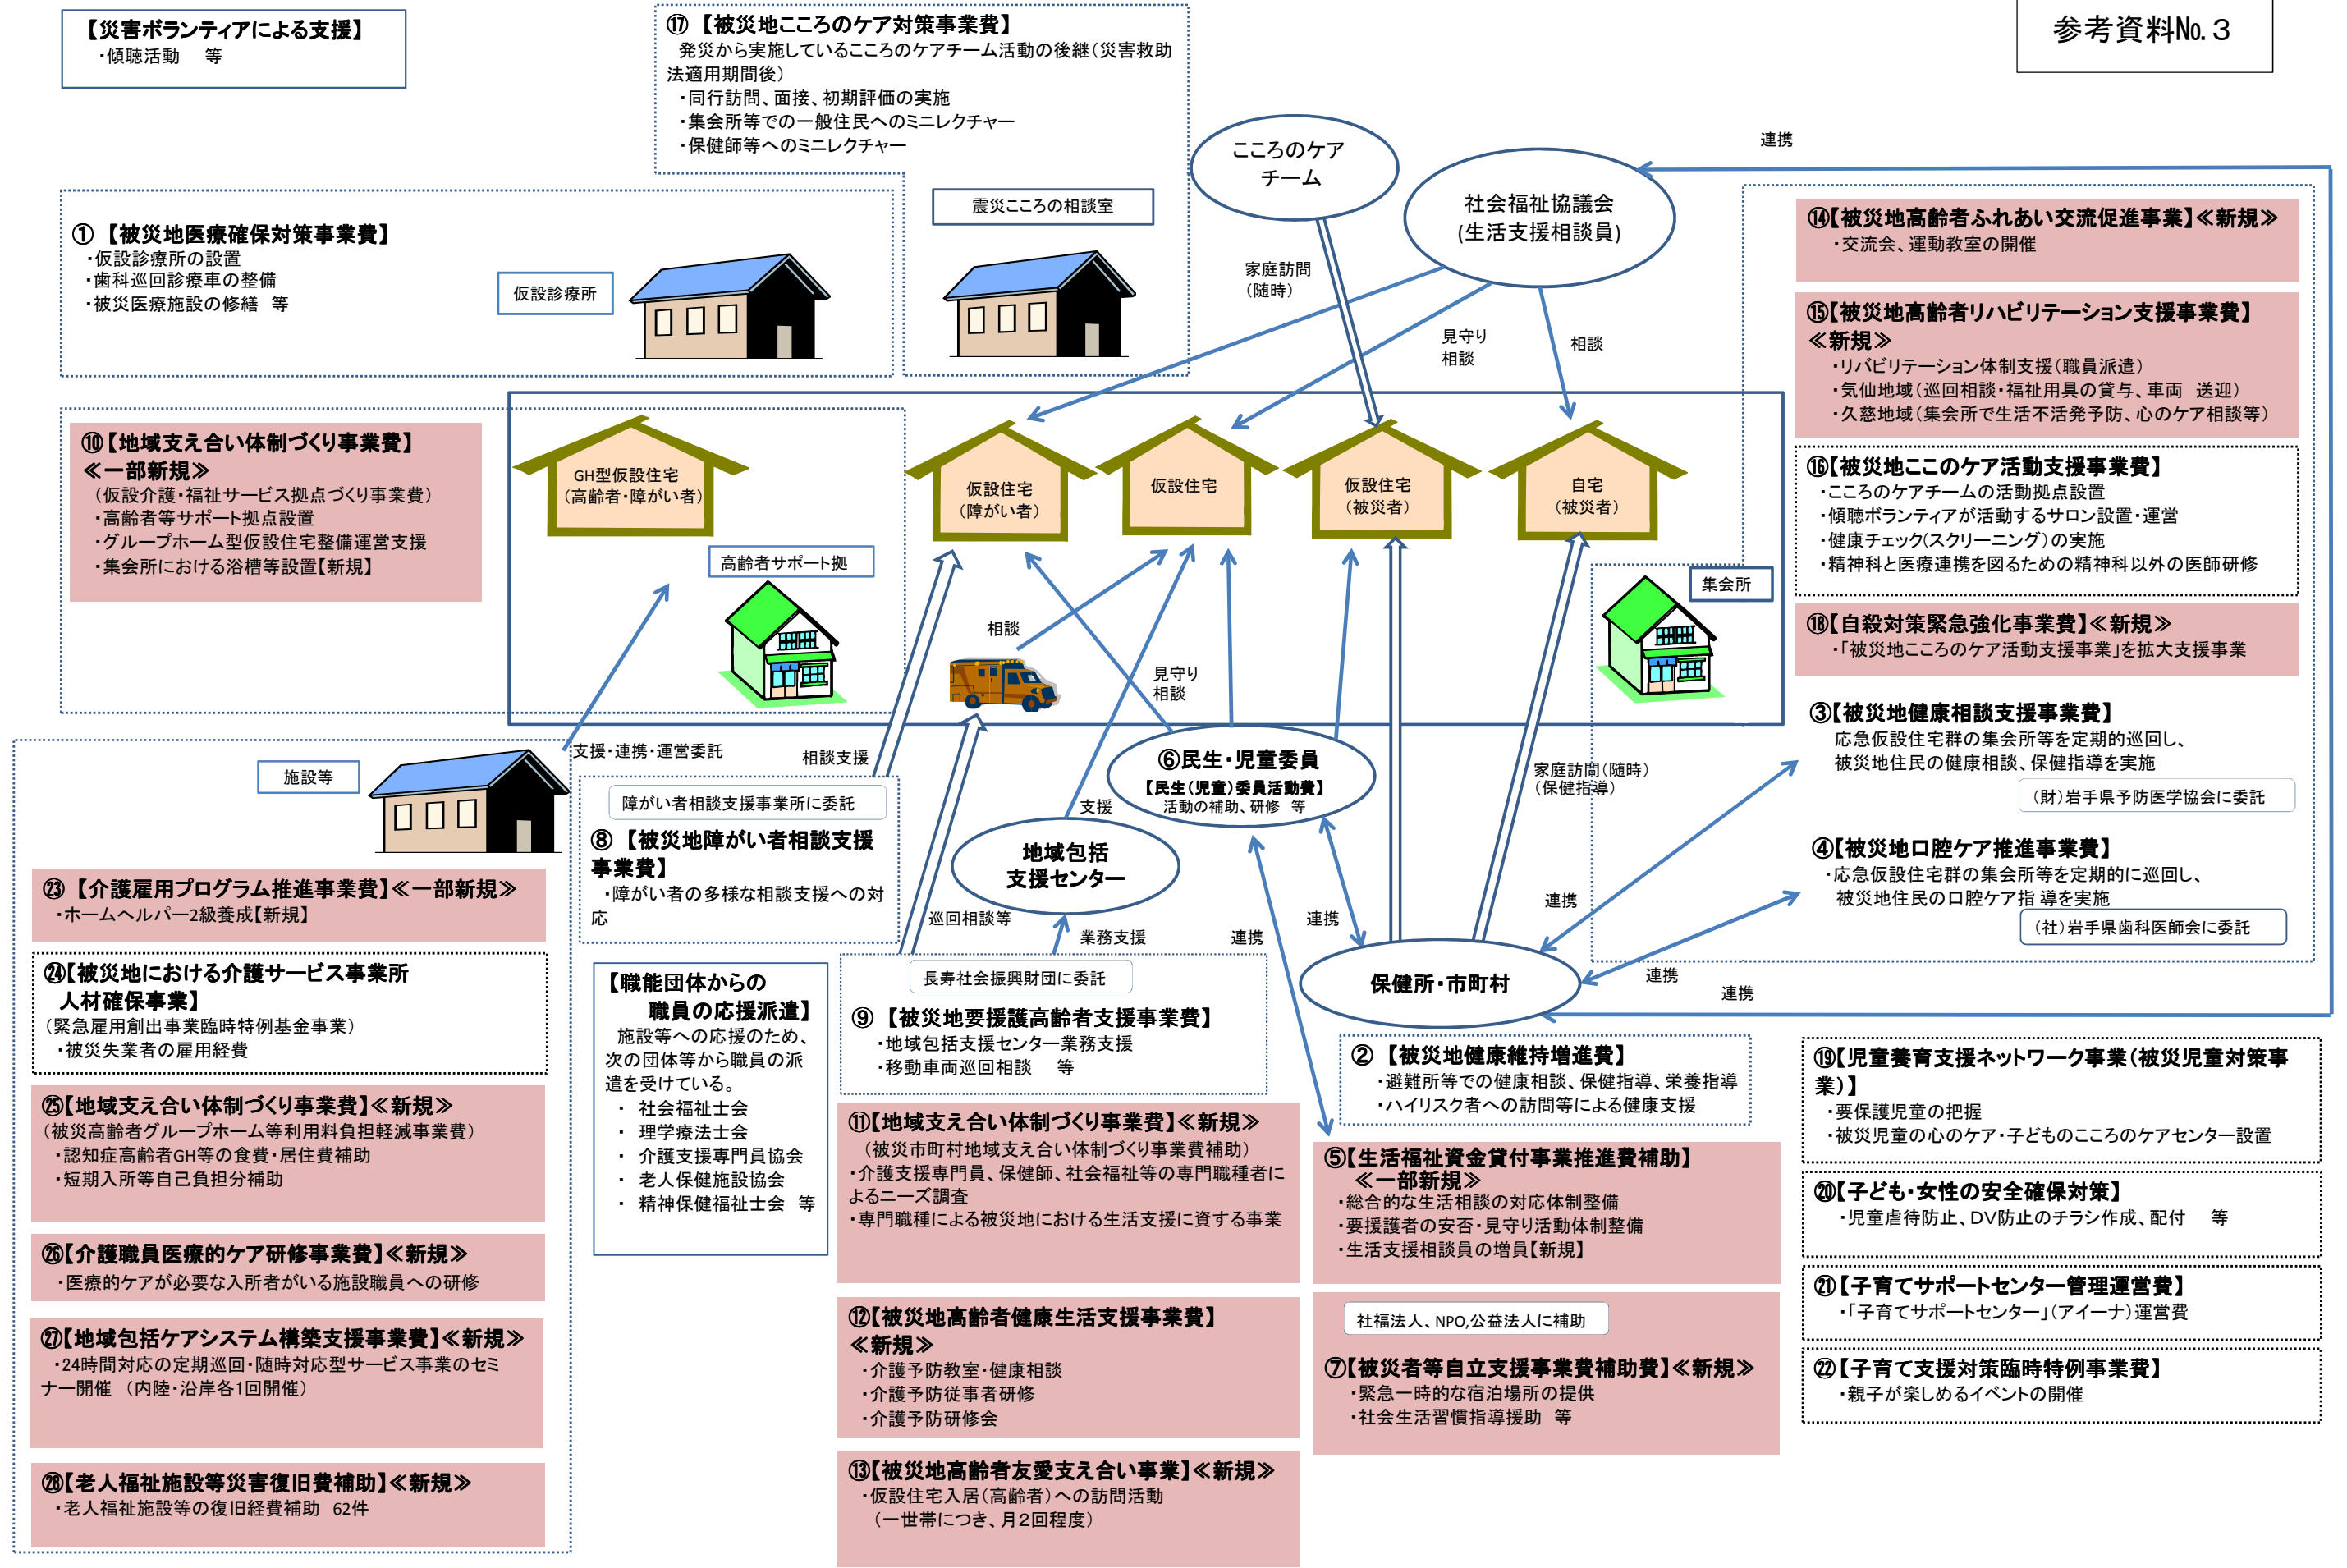 【災害ボランティアによる支援】
・傾聴活動　等
⑰ 【被災地こころのケア対策事業費】
発災から実施しているこころのケアチーム活動の後継（災害救助
法適用期間後）
・同行訪問、面接、初期評価の実施
・集会所等での一般住民へのミニレクチャー
・保健師等へのミニレクチャー
震災こころの相談室
参考資料№３
こころのケア
チーム
社会福祉協議会
(生活支援相談員)
連携
① 【被災地医療確保対策事業費】
・仮設診療所の設置
・歯科巡回診療車の整備
・被災医療施設の修繕　等
仮設診療所
家庭訪問
（随時）
見守り
相談
相談
⑭【被災地高齢者ふれあい交流促進事業】≪新規≫
・交流会、運動教室の開催
⑮【被災地高齢者リハビリテーション支援事業費】
≪新規≫
・リバビリテーション体制支援（職員派遣）
・気仙地域（巡回相談・福祉用具の貸与、車両　送迎）
・久慈地域（集会所で生活不活発予防、心のケア相談等）
⑯【被災地ここのケア活動支援事業費】
・こころのケアチームの活動拠点設置
・傾聴ボランティアが活動するサロン設置・運営
・健康チェック(スクリーニング)の実施
・精神科と医療連携を図るための精神科以外の医師研修
⑱【自殺対策緊急強化事業費】≪新規≫
・「被災地こころのケア活動支援事業」を拡大支援事業
③【被災地健康相談支援事業費】
応急仮設住宅群の集会所等を定期的巡回し、
被災地住民の健康相談、保健指導を実施
（財）岩手県予防医学協会に委託
④【被災地口腔ケア推進事業費】
・応急仮設住宅群の集会所等を定期的に巡回し、
被災地住民の口腔ケア指 導を実施
（社）岩手県歯科医師会に委託
⑩【地域支え合い体制づくり事業費】
≪一部新規≫
（仮設介護・福祉サービス拠点づくり事業費）
・高齢者等サポート拠点設置
・グループホーム型仮設住宅整備運営支援
・集会所における浴槽等設置【新規】
GH型仮設住宅
（高齢者・障がい者）
仮設住宅
（障がい者）
仮設住宅
仮設住宅
（被災者）
自宅
（被災者）
高齢者サポート拠
集会所
相談
見守り
相談
施設等
支援・連携・運営委託
相談支援
障がい者相談支援事業所に委託
⑧ 【被災地障がい者相談支援
事業費】
・障がい者の多様な相談支援への対
応
⑥民生・児童委員
【民生（児童）委員活動費】
活動の補助、研修　等
支援
地域包括
支援センター
家庭訪問（随時）
（保健指導）
巡回相談等
業務支援
連携
連携
連携
連携
連携
保健所・市町村
㉓ 【介護雇用プログラム推進事業費】≪一部新規≫
・ホームヘルパー2級養成【新規】
㉔【被災地における介護サービス事業所
人材確保事業】
（緊急雇用創出事業臨時特例基金事業）
・被災失業者の雇用経費
㉕【地域支え合い体制づくり事業費】≪新規≫
（被災高齢者グループホーム等利用料負担軽減事業費）
・認知症高齢者GH等の食費・居住費補助
・短期入所等自己負担分補助
㉖【介護職員医療的ケア研修事業費】≪新規≫
・医療的ケアが必要な入所者がいる施設職員への研修
㉗【地域包括ケアシステム構築支援事業費】≪新規≫
・24時間対応の定期巡回・随時対応型サービス事業のセミ
ナー開催　（内陸・沿岸各1回開催）
㉘【老人福祉施設等災害復旧費補助】≪新規≫
・老人福祉施設等の復旧経費補助　62件
【職能団体からの
職員の応援派遣】
施設等への応援のため、
次の団体等から職員の派
遣を受けている。
・　社会福祉士会
・　理学療法士会
・　介護支援専門員協会
・　老人保健施設協会
・　精神保健福祉士会　等
長寿社会振興財団に委託
⑨ 【被災地要援護高齢者支援事業費】
・地域包括支援センター業務支援
・移動車両巡回相談　等
⑪【地域支え合い体制づくり事業費】≪新規≫
（被災市町村地域支え合い体制づくり事業費補助）
・介護支援専門員、保健師、社会福祉等の専門職種者に
よるニーズ調査
・専門職種による被災地における生活支援に資する事業
⑫【被災地高齢者健康生活支援事業費】
≪新規≫
・介護予防教室・健康相談
・介護予防従事者研修
・介護予防研修会
⑬【被災地高齢者友愛支え合い事業】≪新規≫
・仮設住宅入居（高齢者）への訪問活動
（一世帯につき、月２回程度）
② 【被災地健康維持増進費】
・避難所等での健康相談、保健指導、栄養指導
・ハイリスク者への訪問等による健康支援
⑤【生活福祉資金貸付事業推進費補助】
≪一部新規≫
・総合的な生活相談の対応体制整備
・要援護者の安否・見守り活動体制整備
・生活支援相談員の増員【新規】
社福法人、NPO,公益法人に補助
⑦【被災者等自立支援事業費補助費】≪新規≫
・緊急一時的な宿泊場所の提供
・社会生活習慣指導援助　等
⑲【児童養育支援ネットワーク事業（被災児童対策事
業）】
・要保護児童の把握
・被災児童の心のケア・子どものこころのケアセンター設置
⑳【子ども・女性の安全確保対策】
・児童虐待防止、ＤＶ防止のチラシ作成、配付　等
㉑【子育てサポートセンター管理運営費】
・「子育てサポートセンター」（アイーナ）運営費
㉒【子育て支援対策臨時特例事業費】
・親子が楽しめるイベントの開催